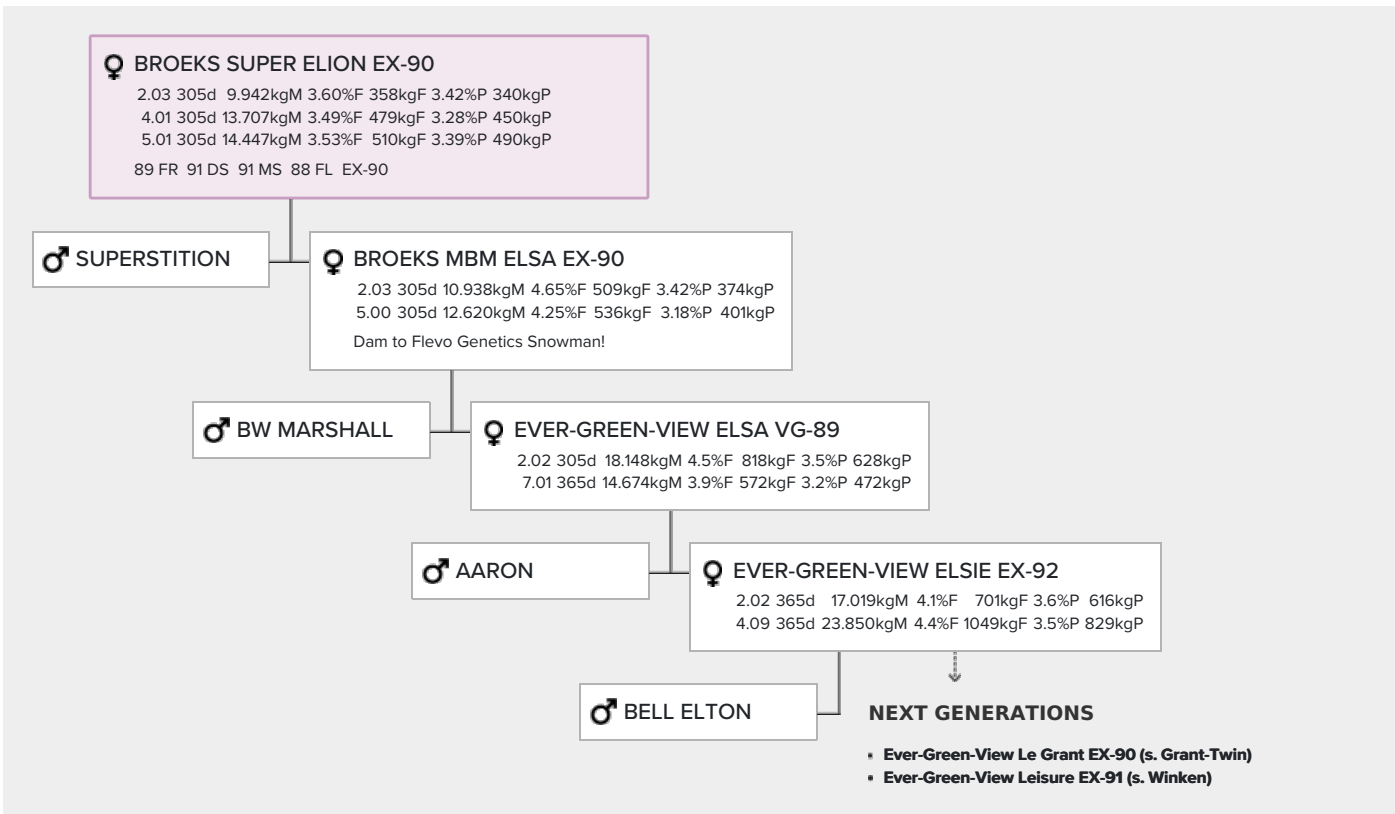 BROEKS SUPER ELION EX-90
2.03 305d 9.942kgM 3.60%F 358kgF 3.42%P 340kgP
4.01 305d 13.707kgM 3.49%F 479kgF 3.28%P 450kgP
5.01 305d 14.447kgM 3.53%F 510kgF 3.39%P 490kgP
89 FR 91 DS 91 MS 88 FL EX-90
SUPERSTITION
BROEKS MBM ELSA EX-90
2.03 305d 10.938kgM 4.65%F 509kgF 3.42%P 374kgP
5.00 305d 12.620kgM 4.25%F 536kgF 3.18%P 401kgP
Dam to Flevo Genetics Snowman!
BW MARSHALL
EVER-GREEN-VIEW ELSA VG-89
2.02 305d 18.148kgM 4.5%F 818kgF 3.5%P 628kgP
7.01 365d 14.674kgM 3.9%F 572kgF 3.2%P 472kgP
AARON
EVER-GREEN-VIEW ELSIE EX-92
2.02 365d 17.019kgM 4.1%F 701kgF 3.6%P 616kgP
4.09 365d 23.850kgM 4.4%F 1049kgF 3.5%P 829kgP
BELL ELTON
NEXT GENERATIONS
▪ Ever-Green-View Le Grant EX-90 (s. Grant-Twin)
▪ Ever-Green-View Leisure EX-91 (s. Winken)